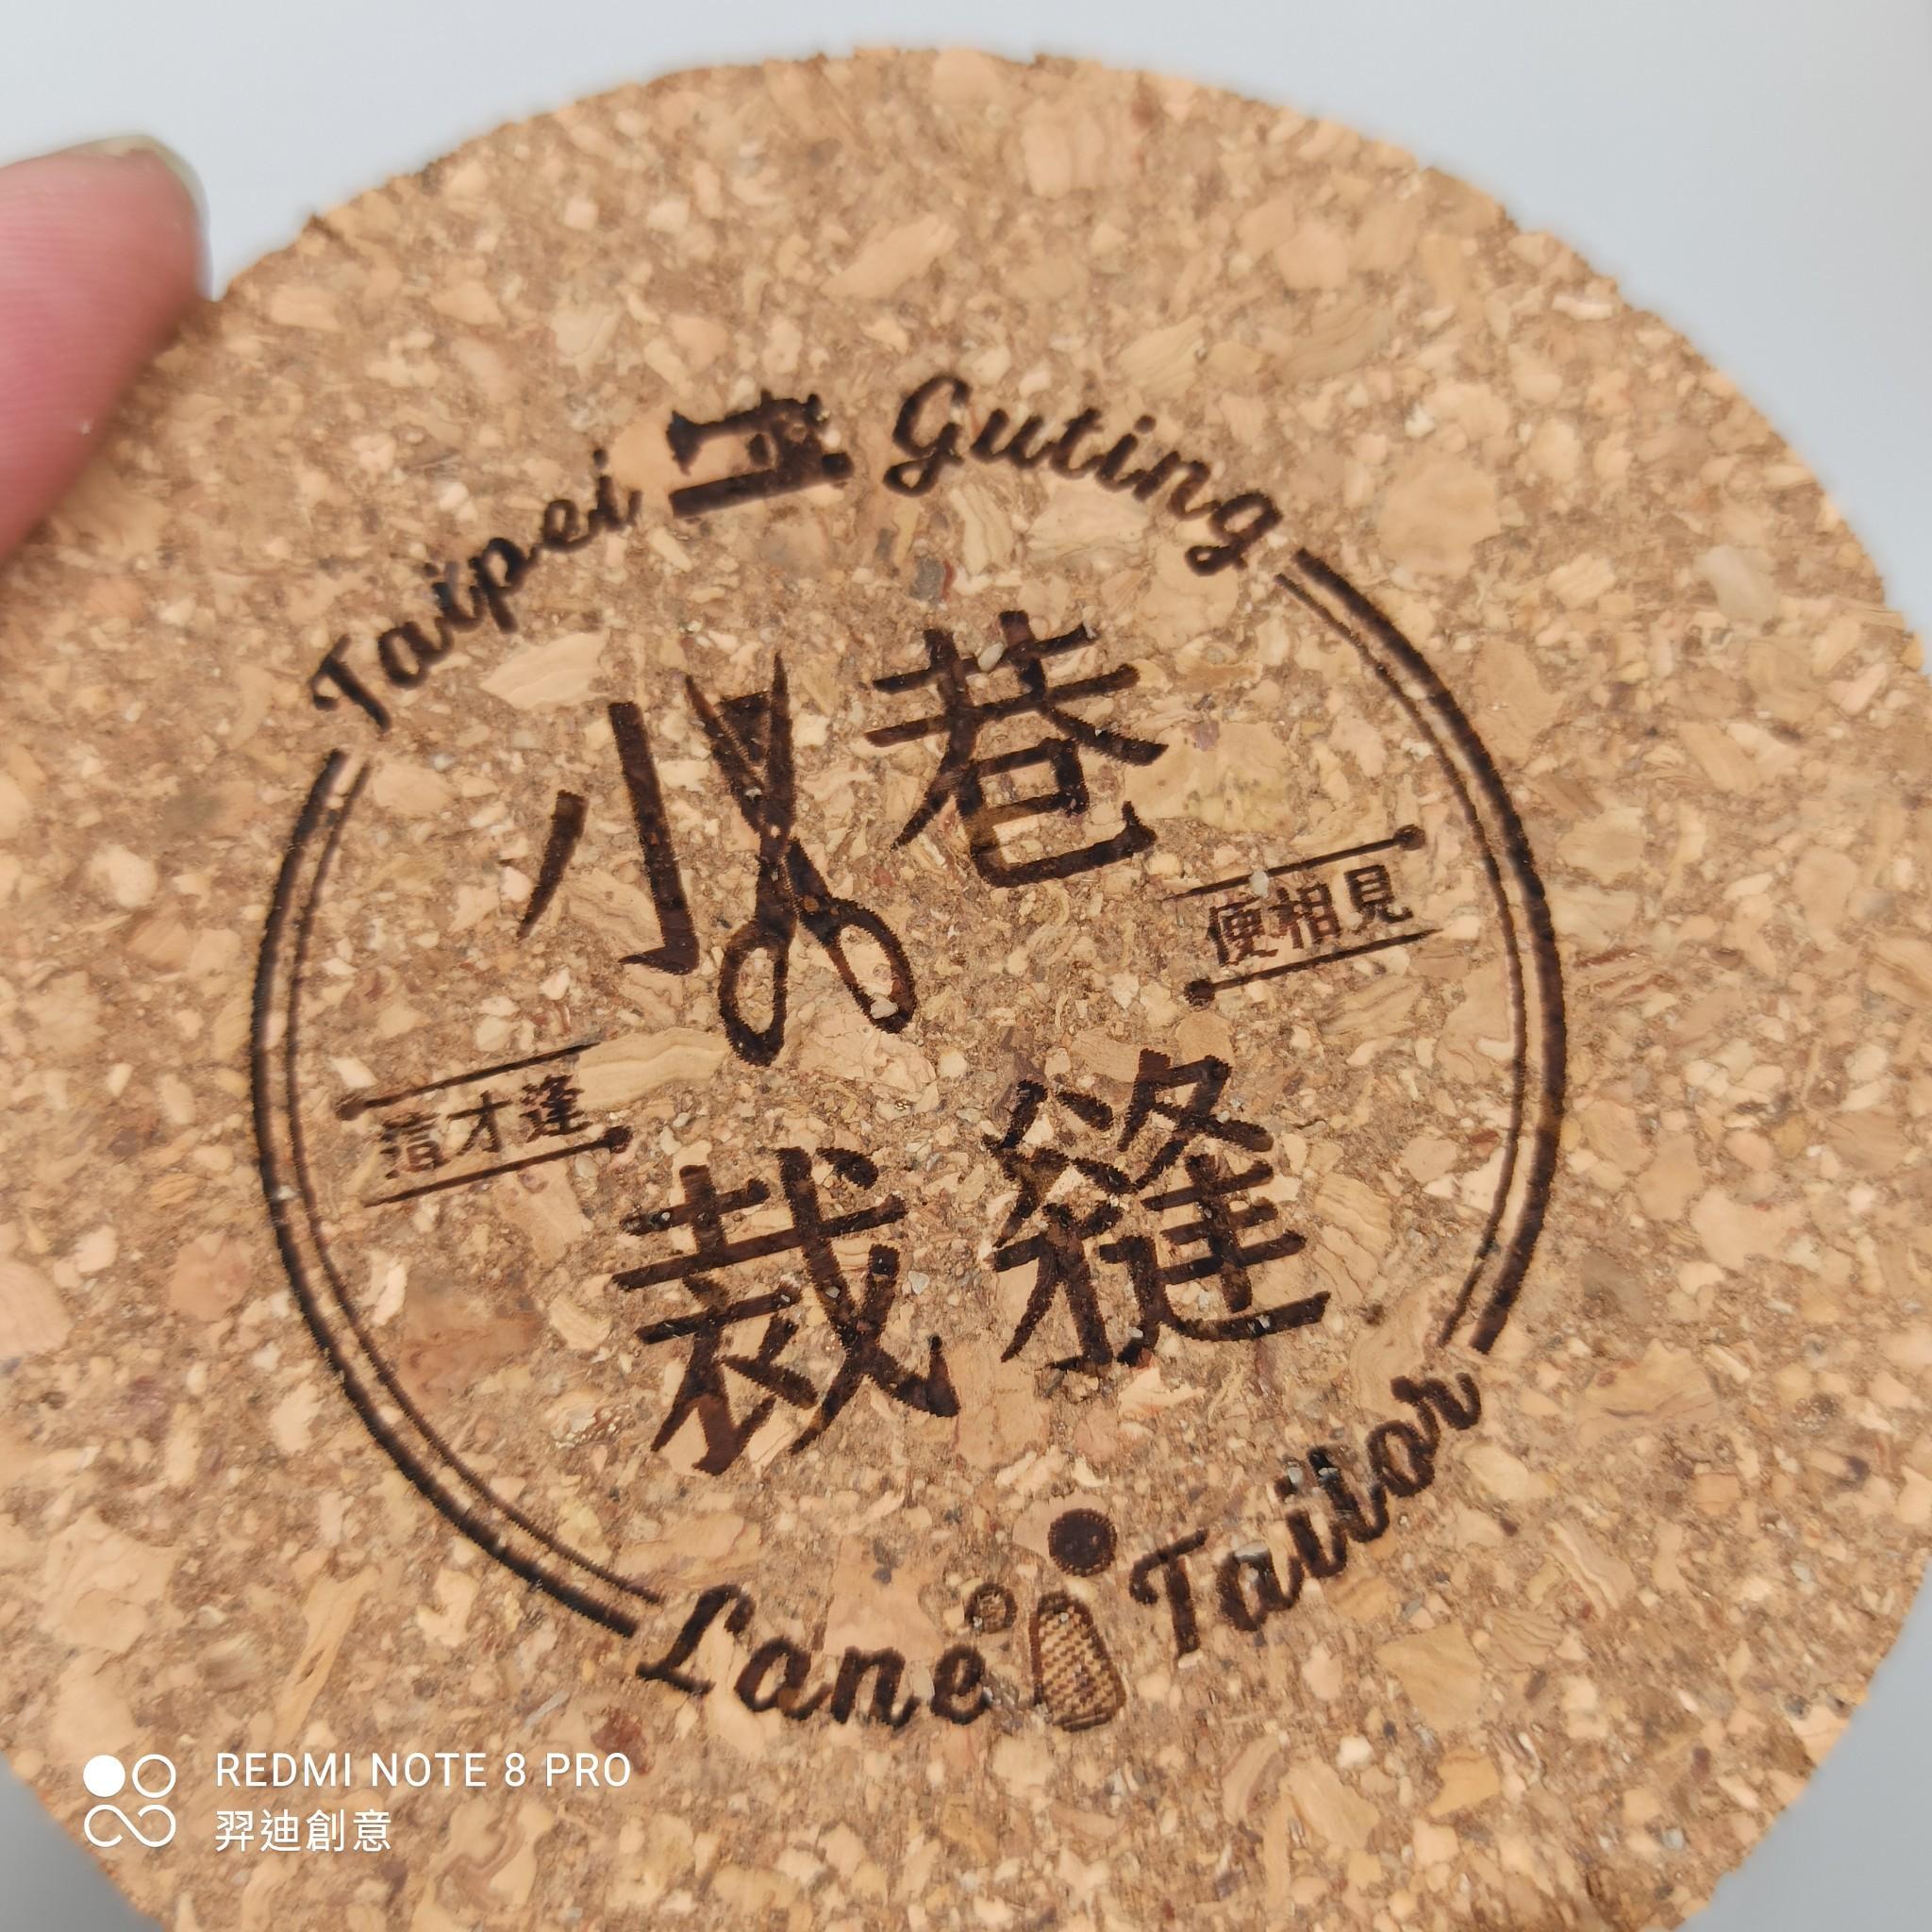 Taipei Guting
小巷
便相見
這才逢
裁縫
Lane Tailor
REDMI NOTE 8 PRO
羿迪創意